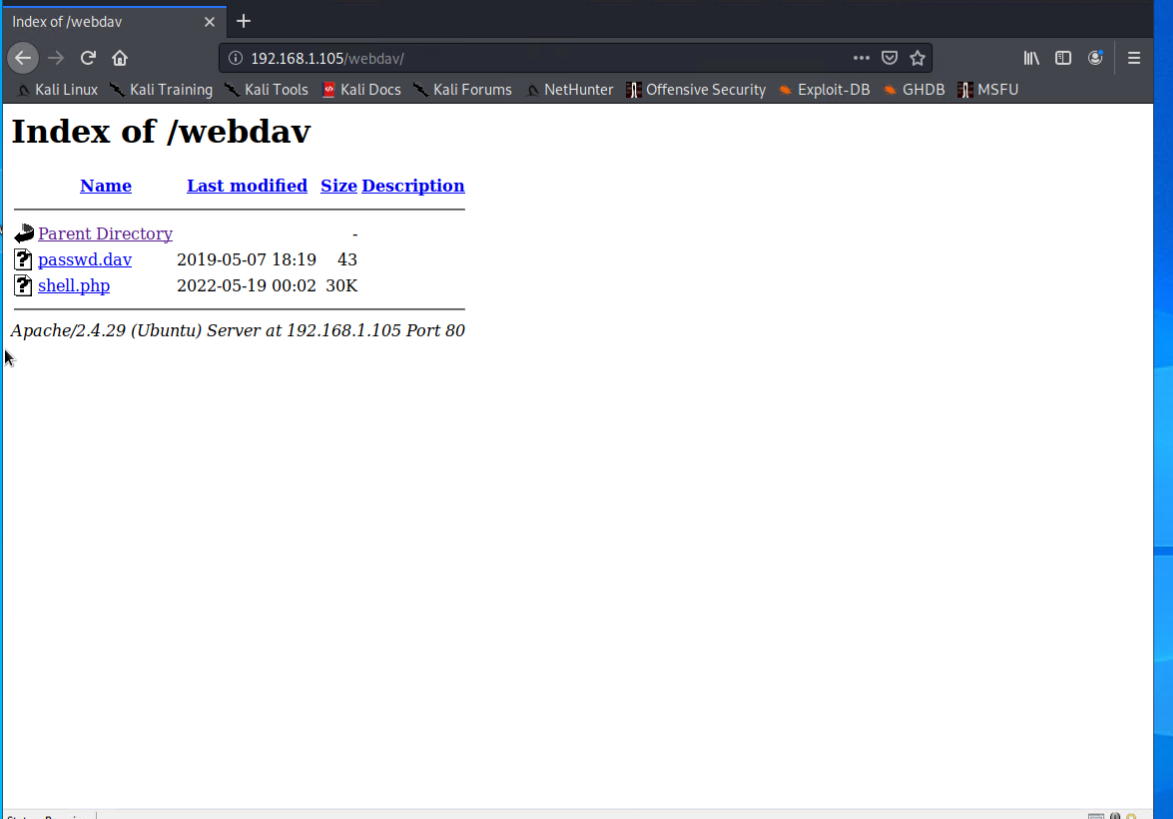 Index of /webdav
192.168.1.105/webdav/
Kali Linux Kali Training Kali Tools Kali Docs Kali Forums NetHunter Offensive Security Exploit-DB GHDB MSFU
Index of /webdav
Name Last modified Size Description
Parent Directory -
passwd.dav 2019-05-07 18:19 43
shell.php 2022-05-19 00:02 30K
Apache/2.4.29 (Ubuntu) Server at 192.168.1.105 Port 80